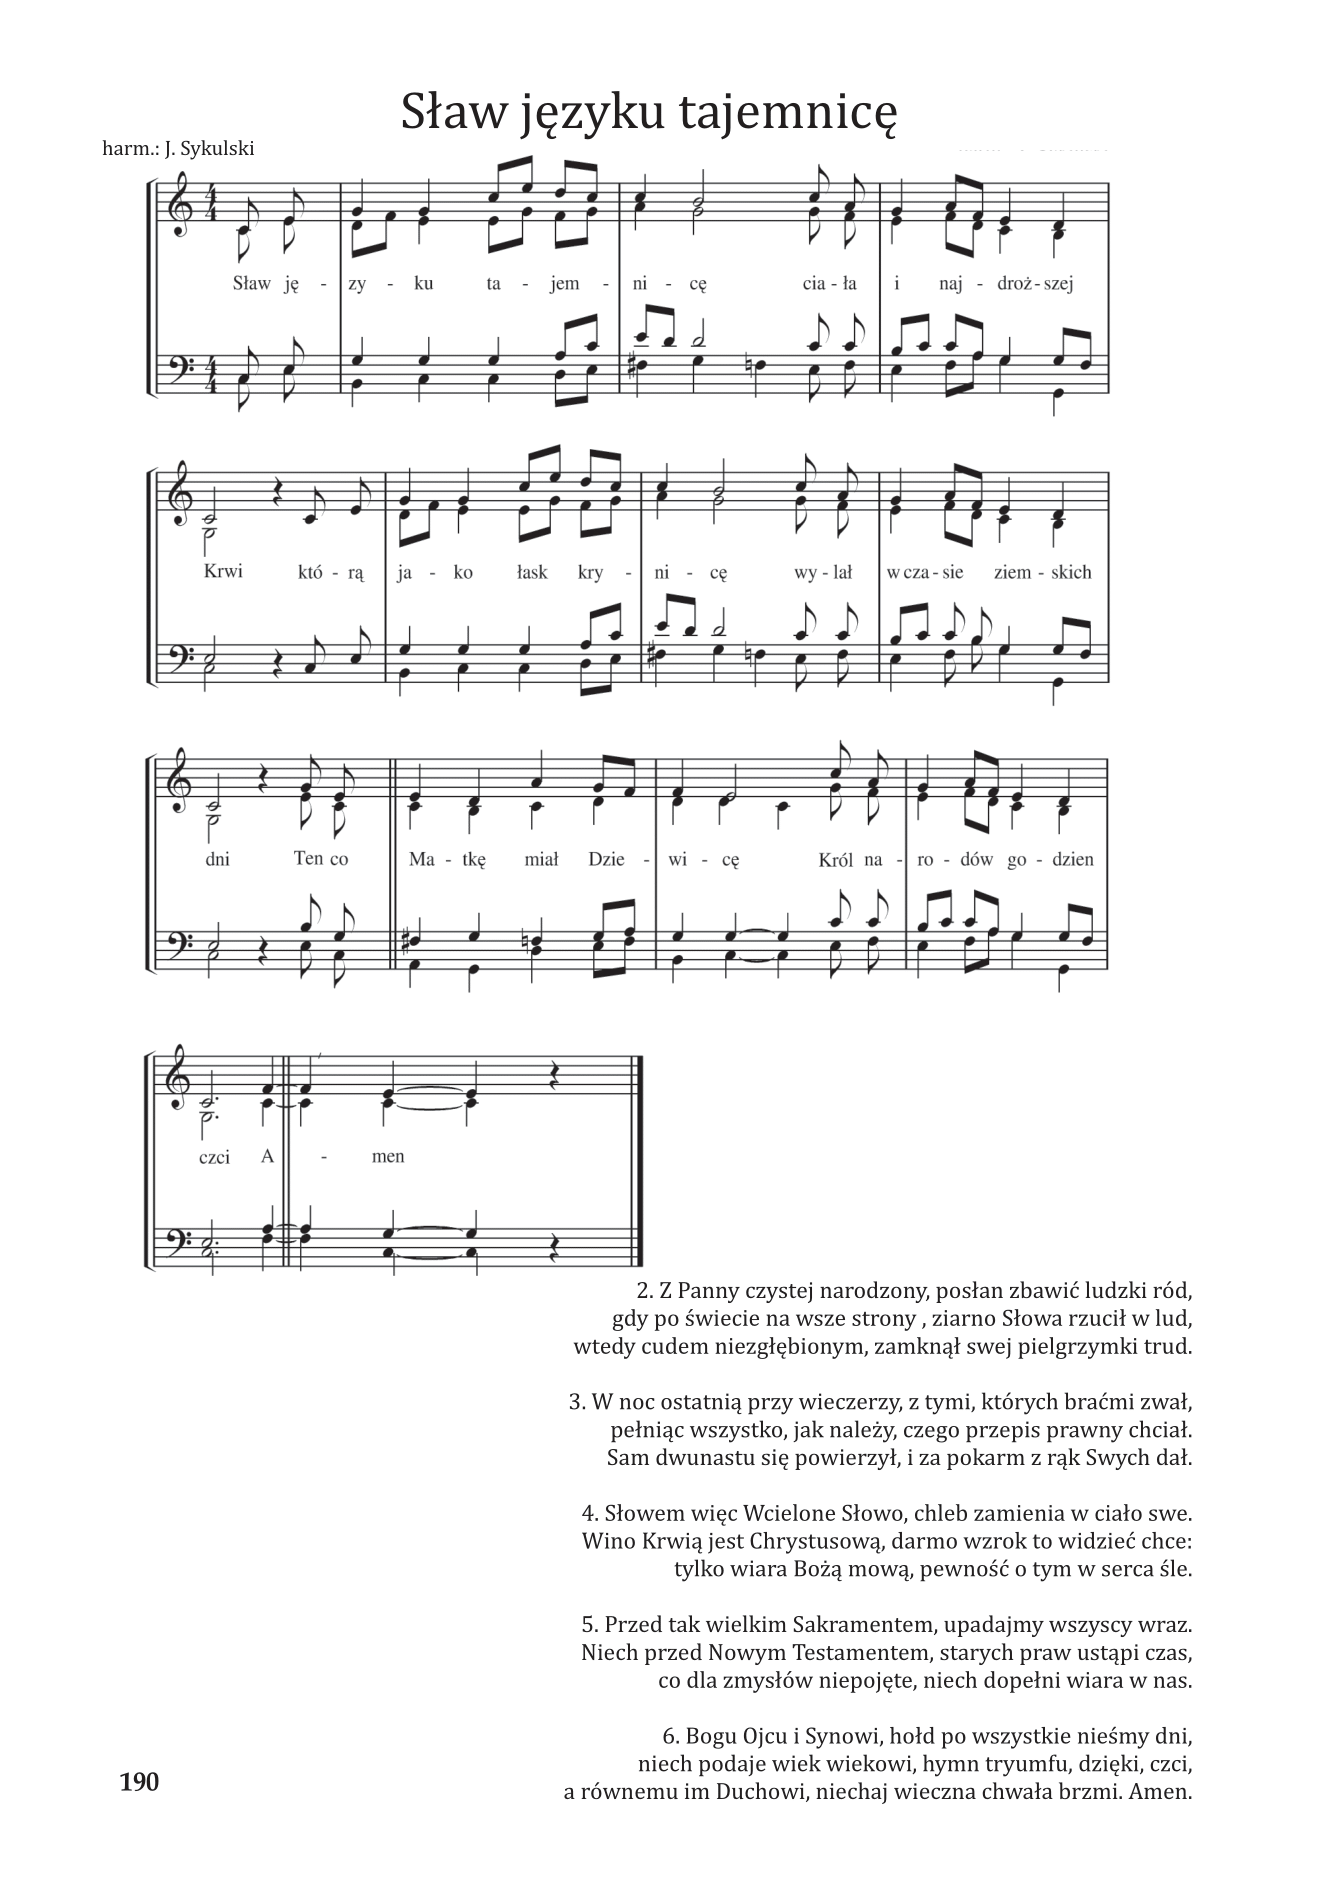 Sław języku tajemnicę
harm.: J. Sykulski
Sław ję - zy - ku ta - jem - ni - cę cia - ła i naj - droż - szej
Krwi któ - rą ja - ko łask kry - ni - cę wy - lał w cza - sie ziem - skich
dni Ten co Ma - tkę miał Dzie - wi - cę Król na - ro - dów go - dzien
czci A - men
2. Z Panny czystej narodzony, posłan zbawić ludzki ród,
gdy po świecie na wsze strony , ziarno Słowa rzucił w lud,
wtedy cudem niezgłębionym, zamknął swej pielgrzymki trud.
3. W noc ostatnią przy wieczerzy, z tymi, których braćmi zwał,
pełniąc wszystko, jak należy, czego przepis prawny chciał.
Sam dwunastu się powierzył, i za pokarm z rąk Swych dał.
4. Słowem więc Wcielone Słowo, chleb zamienia w ciało swe.
Wino Krwią jest Chrystusową, darmo wzrok to widzieć chce:
tylko wiara Bożą mową, pewność o tym w serca śle.
5. Przed tak wielkim Sakramentem, upadajmy wszyscy wraz.
Niech przed Nowym Testamentem, starych praw ustąpi czas,
co dla zmysłów niepojęte, niech dopełni wiara w nas.
6. Bogu Ojcu i Synowi, hołd po wszystkie nieśmy dni,
niech podaje wiek wiekowi, hymn tryumfu, dzięki, czci,
a równemu im Duchowi, niechaj wieczna chwała brzmi. Amen.
190